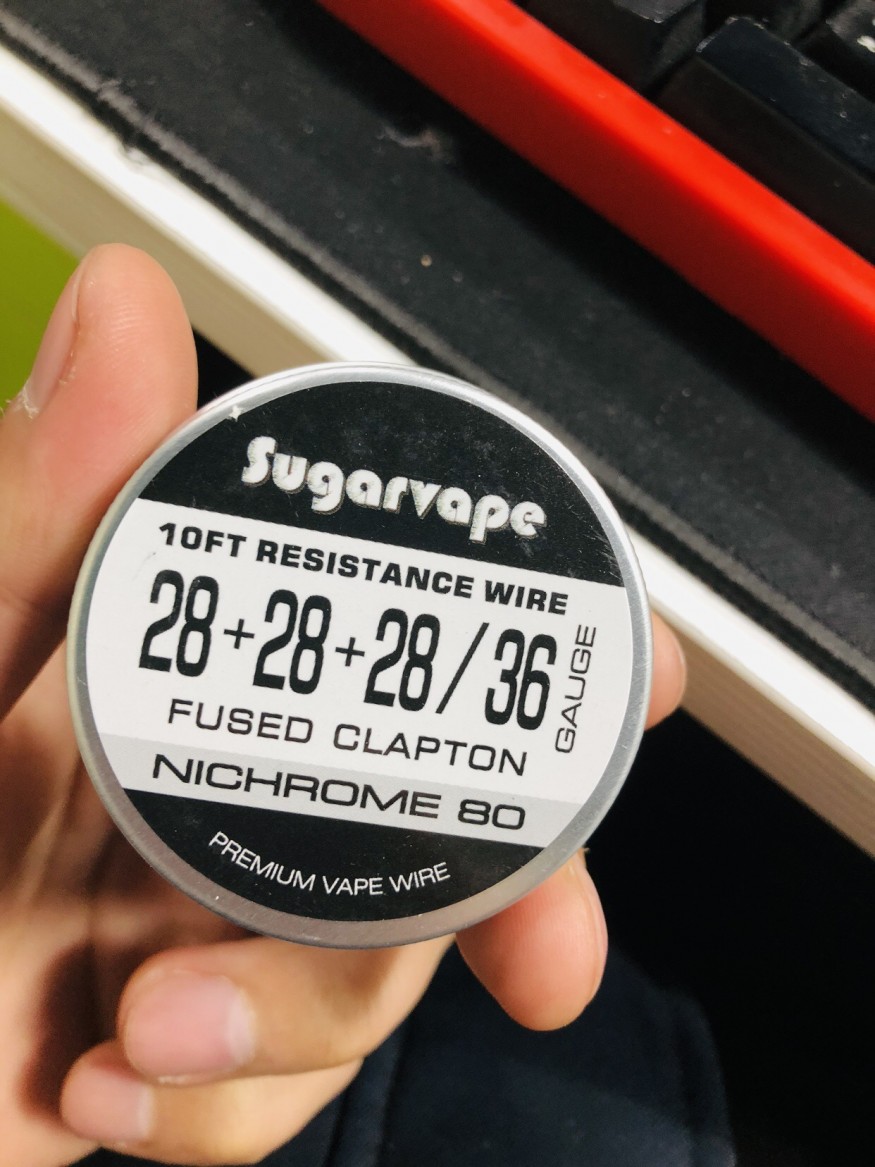 Sugarvape
10FT RESISTANCE WIRE
28+28+28/36
GAUGE
FUSED CLAPTON
NICHROME 80
PREMIUM VAPE WIRE